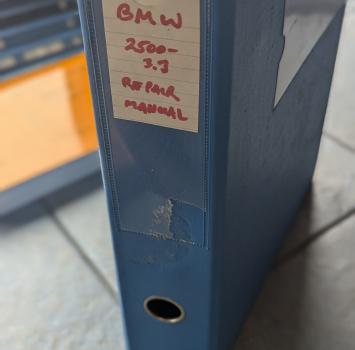 BMW
2500-
3.3
REPAIR
MANUAL